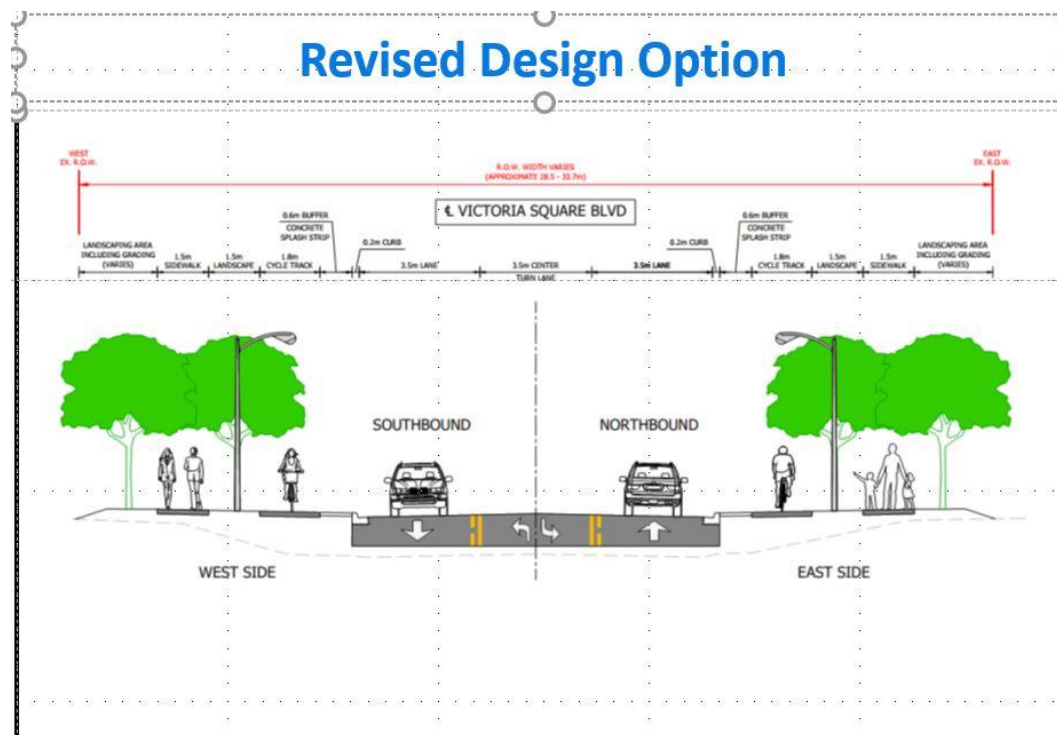 Revised Design Option
WEST
EX. R.O.W.
R.O.W. WIDTH VARIES
(APPROXIMATE 28.5 - 33.7m)
EAST
EX. R.O.W.
℄ VICTORIA SQUARE BLVD
LANDSCAPING AREA
INCLUDING GRADING
(VARIES)
1.5m
SIDEWALK
1.5m
LANDSCAPE
1.8m
CYCLE TRACK
0.6m BUFFER
CONCRETE
SPLASH STRIP
0.2m CURB
3.5m LANE
3.5m CENTER
TURN LANE
3.5m LANE
0.2m CURB
0.6m BUFFER
CONCRETE
SPLASH STRIP
1.8m
CYCLE TRACK
1.5m
LANDSCAPE
1.5m
SIDEWALK
LANDSCAPING AREA
INCLUDING GRADING
(VARIES)
SOUTHBOUND
NORTHBOUND
WEST SIDE
EAST SIDE